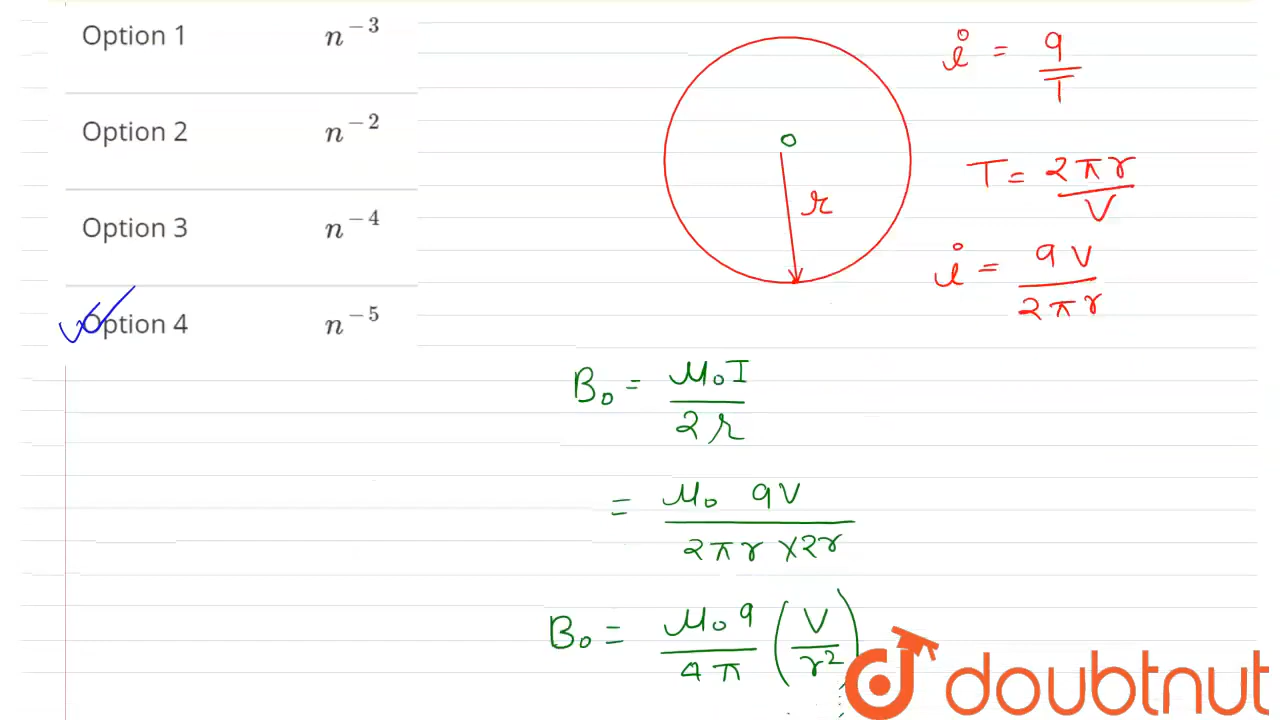 Option 1 n⁻³
Option 2 n⁻²
Option 3 n⁻⁴
Option 4 n⁻⁵
i = q/T
O
r
T = 2πr/V
i = qV/2πr
B₀ = μ₀I/2r
= μ₀ qV/2πr×2r
B₀ = μ₀q/4π (V/r²)
doubtnut